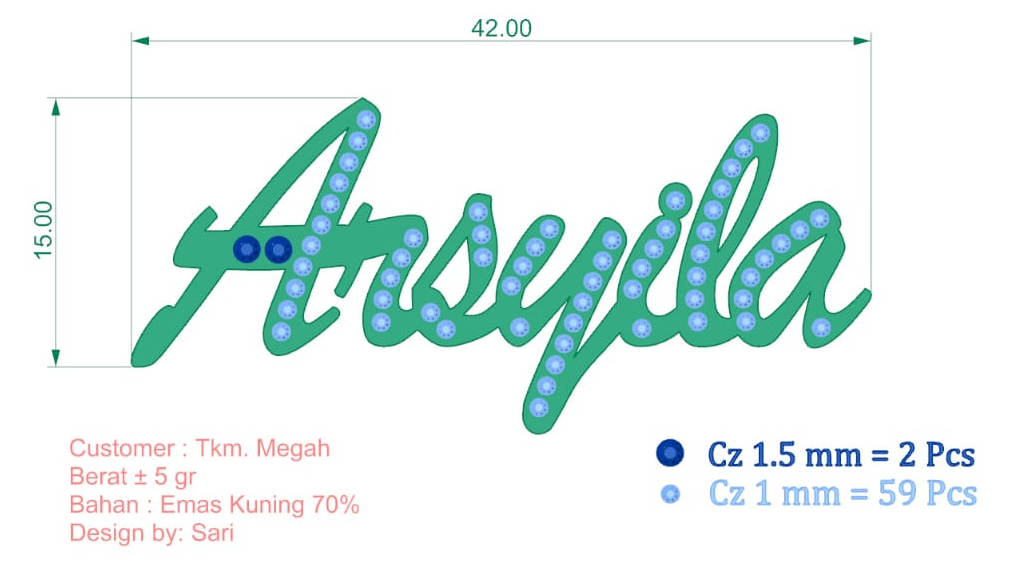 42.00
15.00
Arsyila
Customer : Tkm. Megah
Berat ± 5 gr
Bahan : Emas Kuning 70%
Design by: Sari
Cz 1.5 mm = 2 Pcs
Cz 1 mm = 59 Pcs